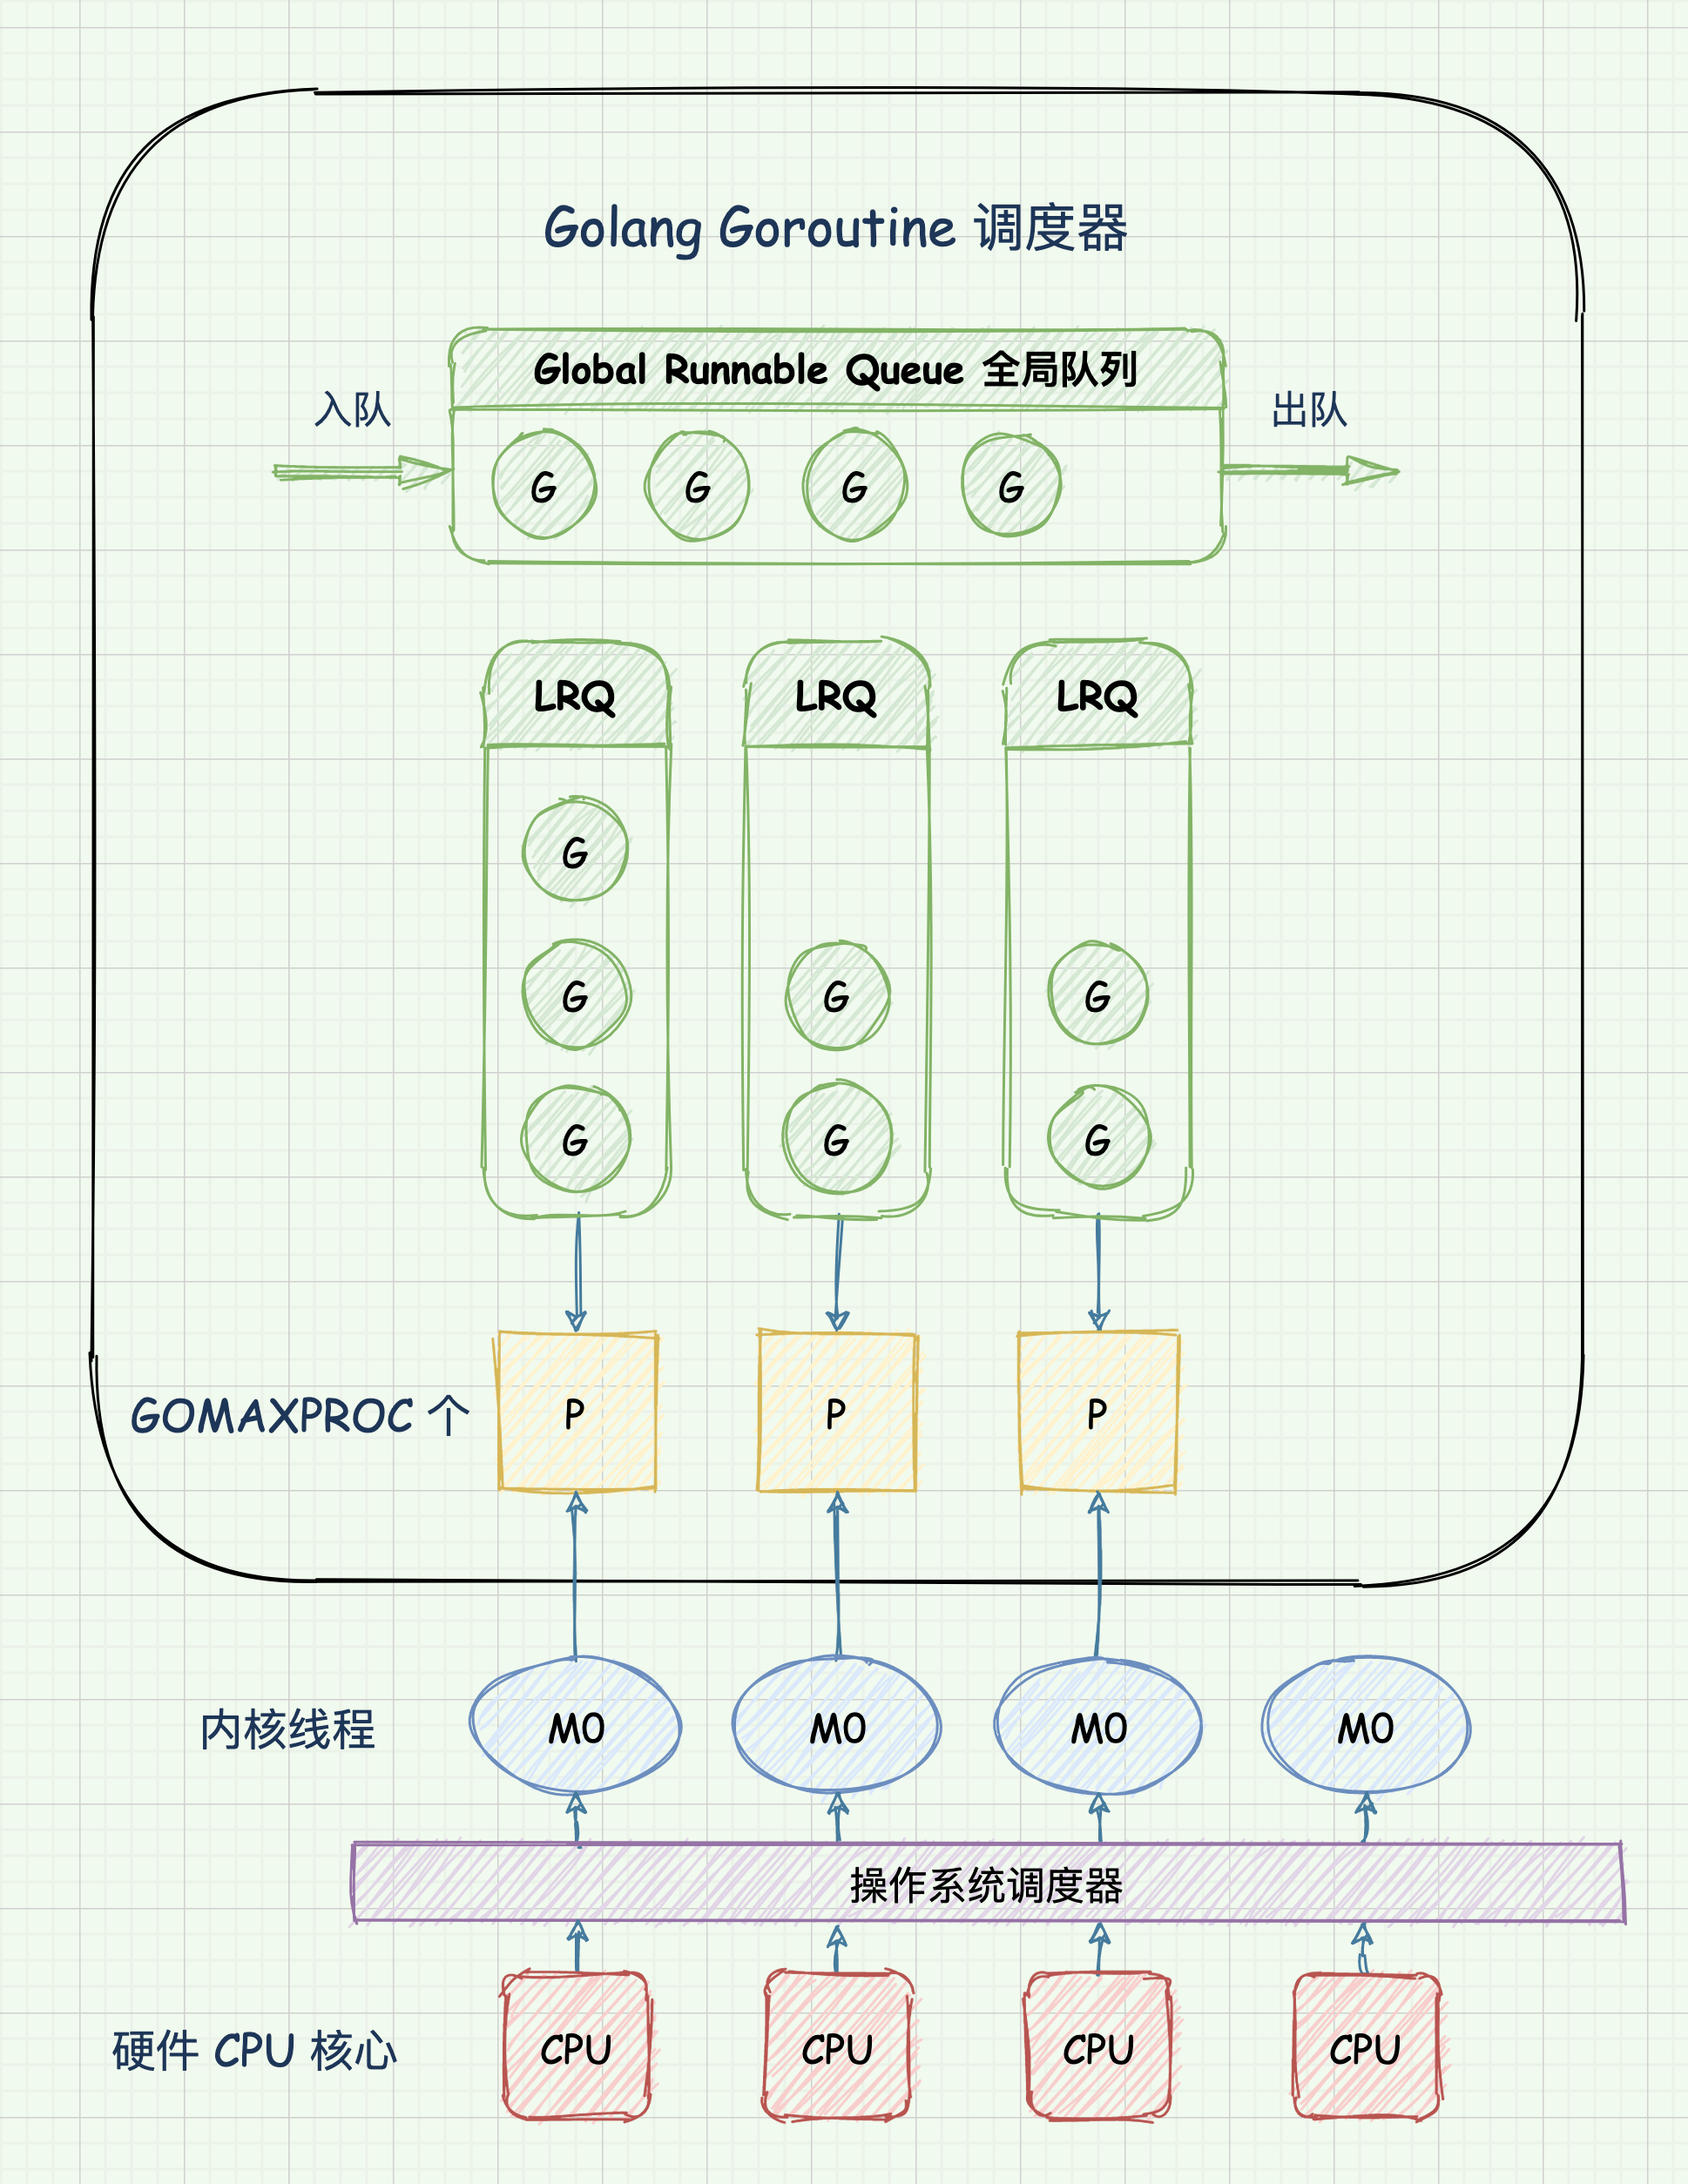 Golang Goroutine 调度器
Global Runnable Queue 全局队列
入队
出队
G G G G
LRQ LRQ LRQ
G
G G G
G G G
GOMAXPROC 个 P P P
内核线程 M0 M0 M0 M0
操作系统调度器
硬件 CPU 核心 CPU CPU CPU CPU